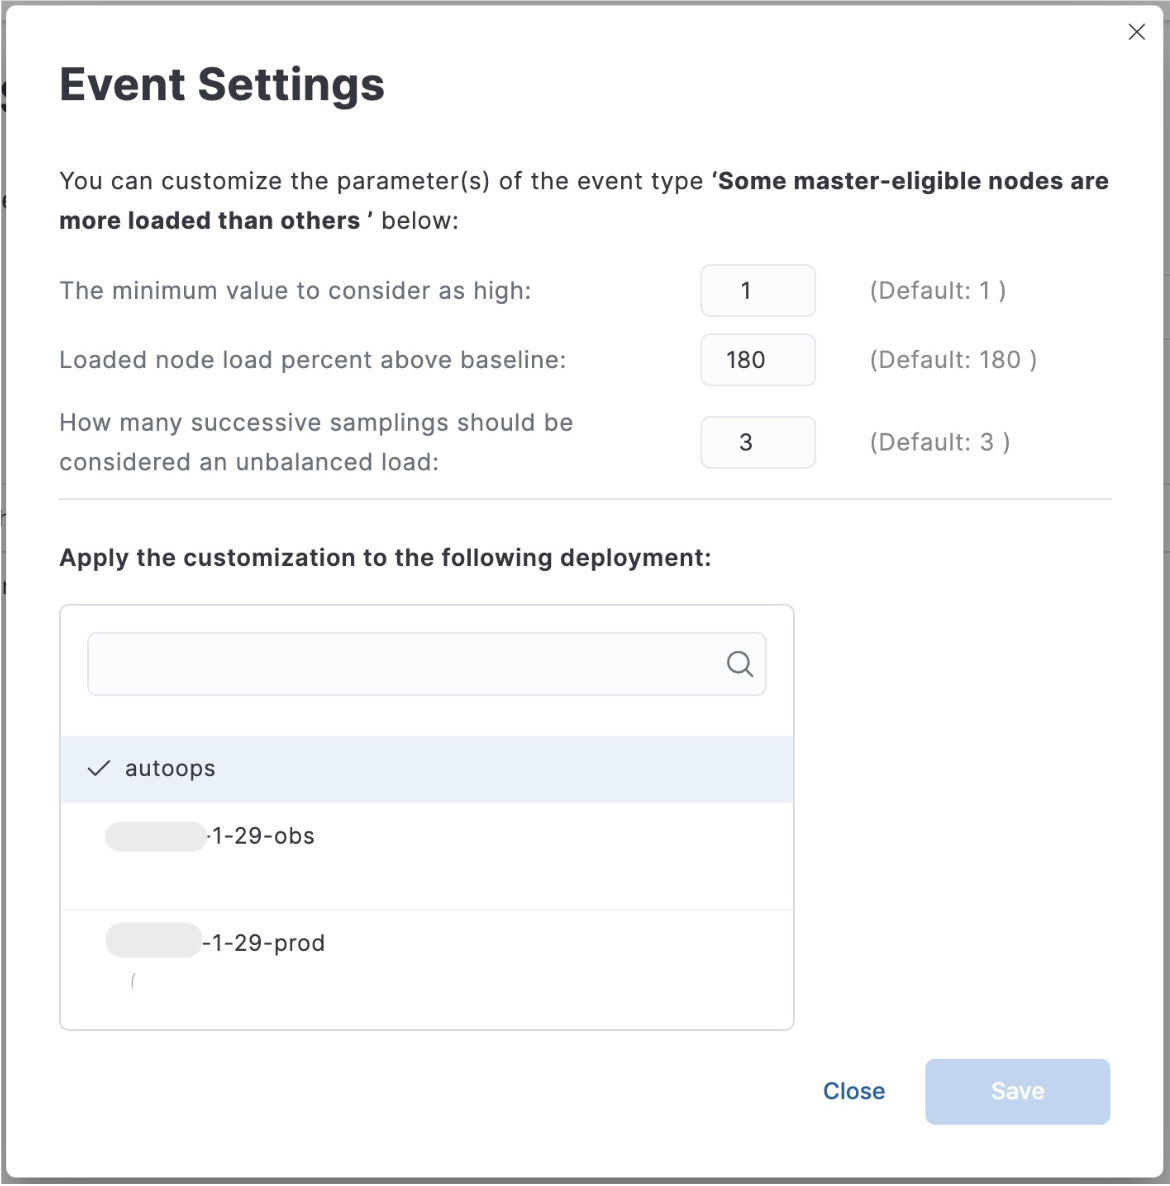 Event Settings
You can customize the parameter(s) of the event type ‘Some master-eligible nodes are
more loaded than others ’ below:
The minimum value to consider as high: 1 (Default: 1 )
Loaded node load percent above baseline: 180 (Default: 180 )
How many successive samplings should be
considered an unbalanced load: 3 (Default: 3 )
Apply the customization to the following deployment:
autoops
-1-29-obs
-1-29-prod
(
Close Save